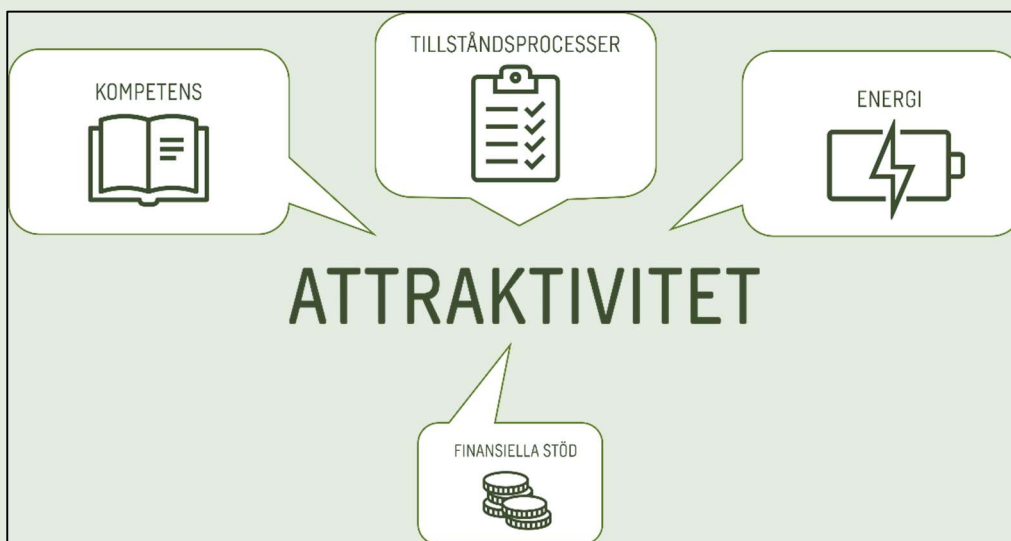 TILLSTÅNDSPROCESSER
KOMPETENS
ENERGI
ATTRAKTIVITET
FINANSIELLA STÖD